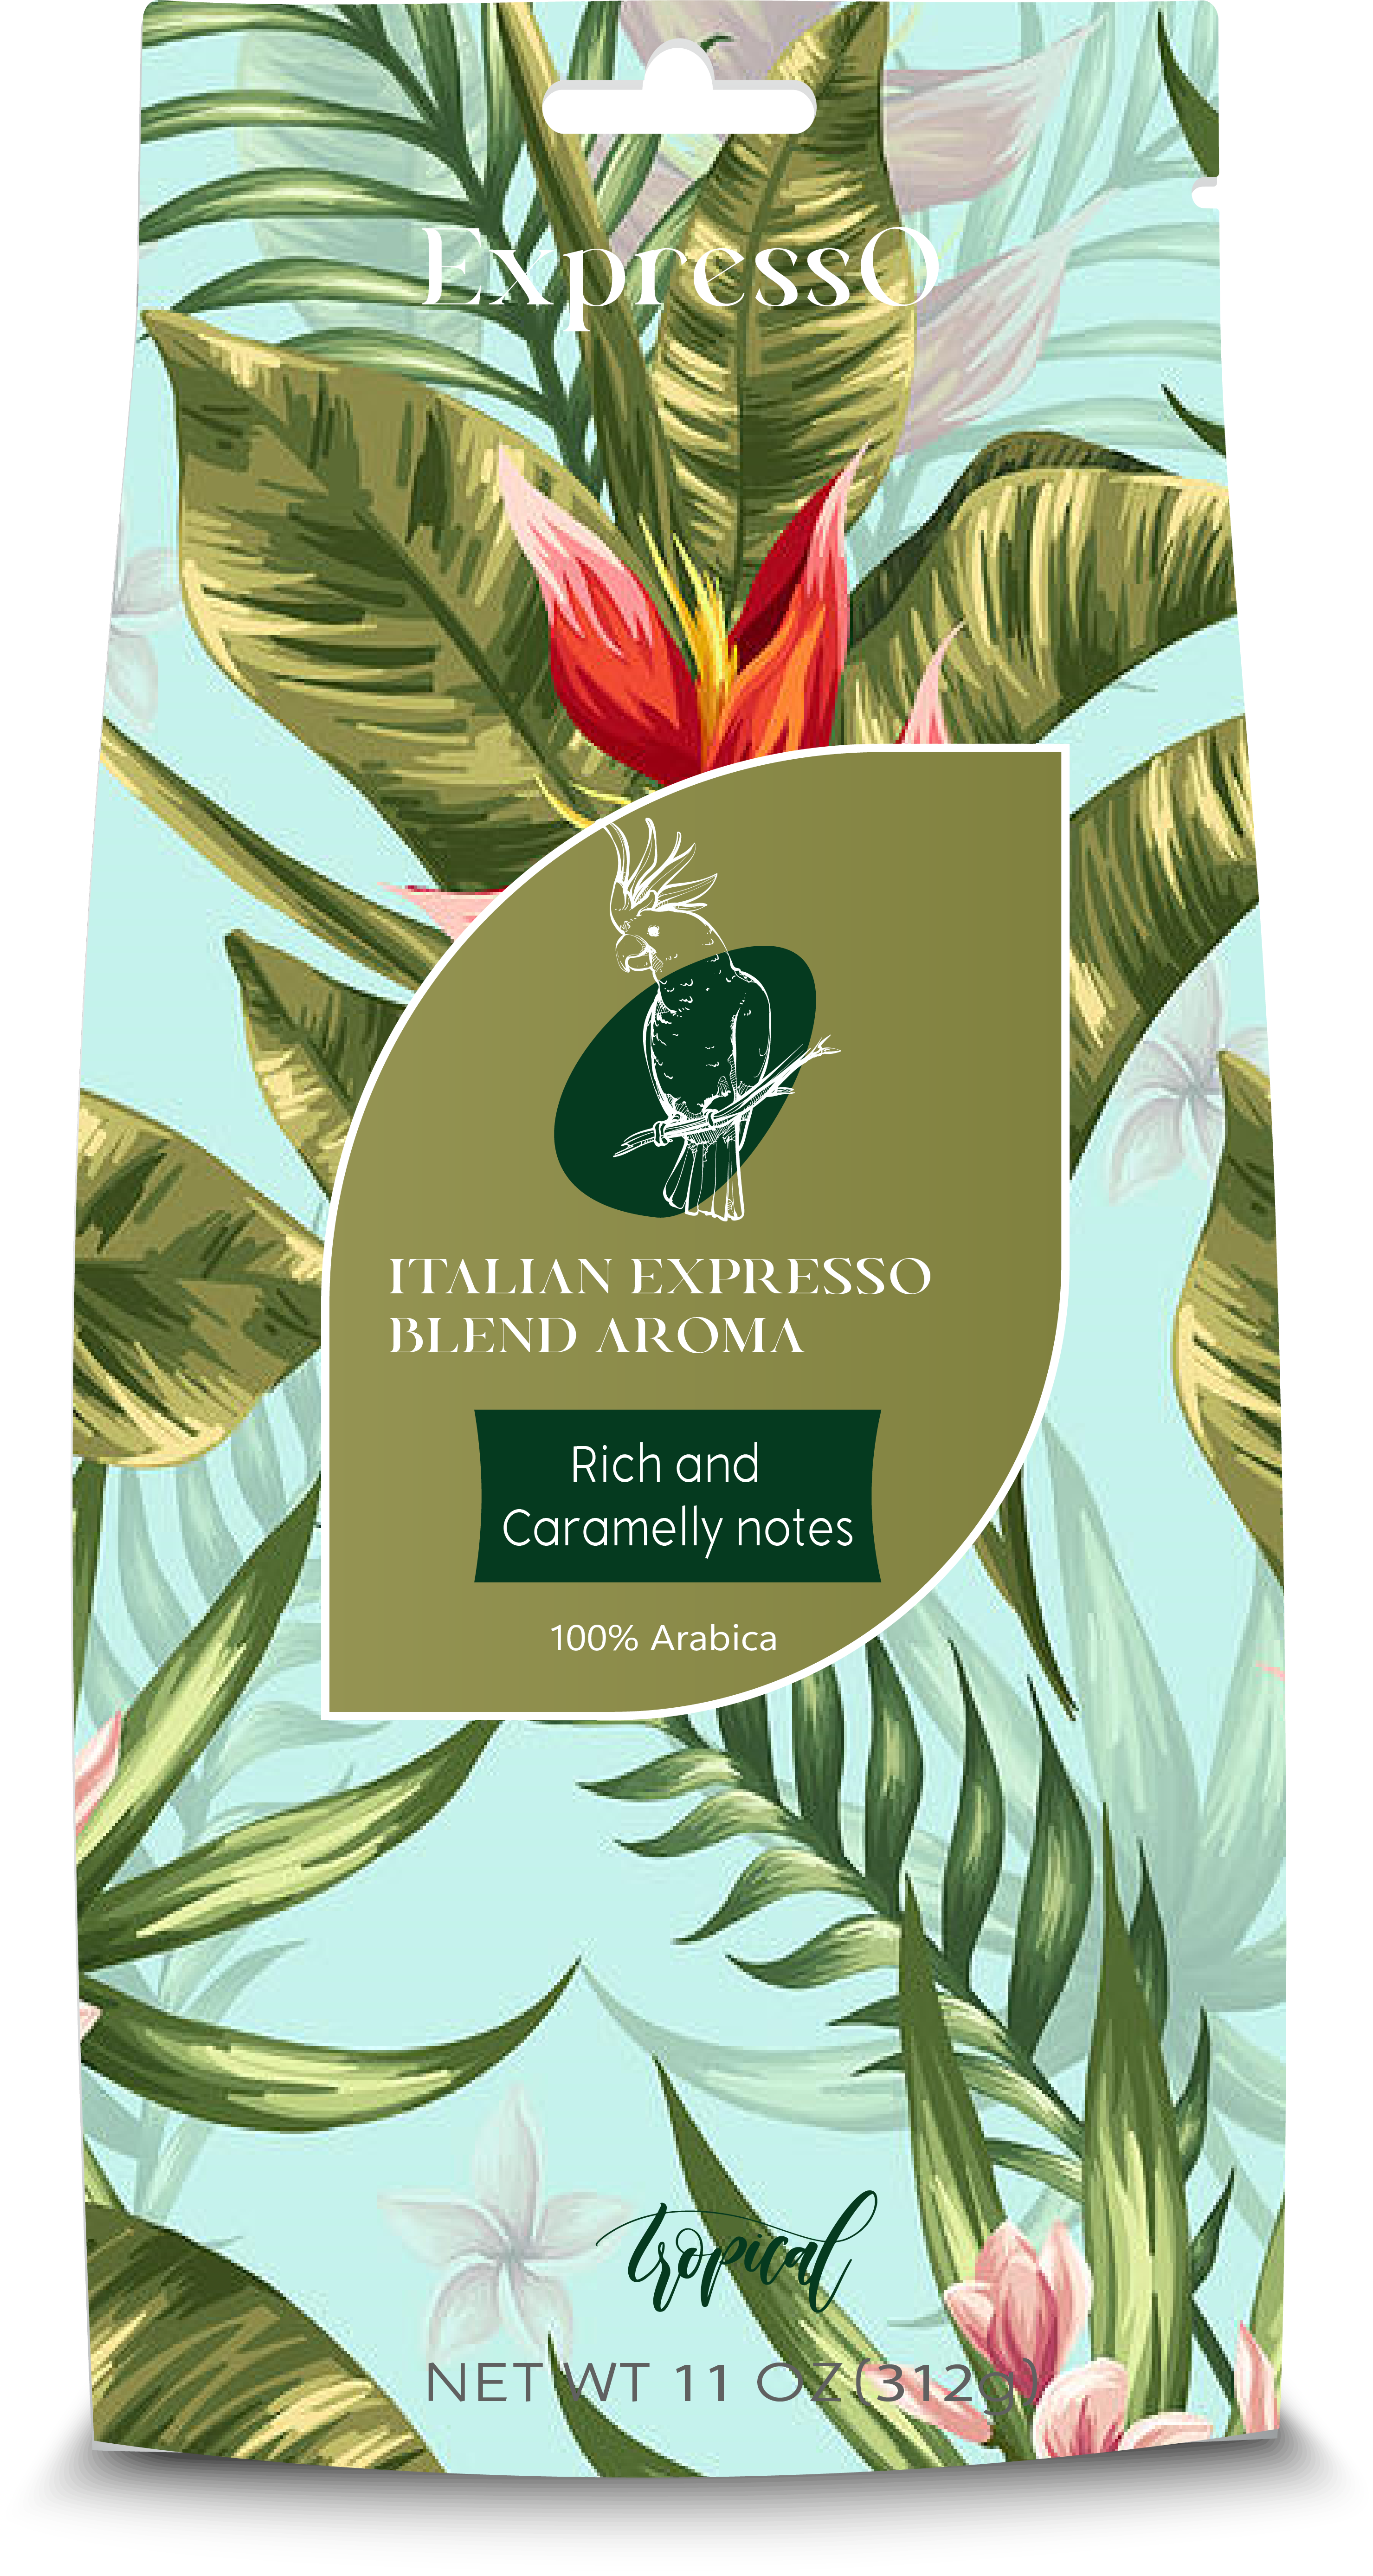 ExpressO
ITALIAN EXPRESSO
BLEND AROMA
Rich and
Caramelly notes
100% Arabica
tropical
NET WT 11 OZ(312g)